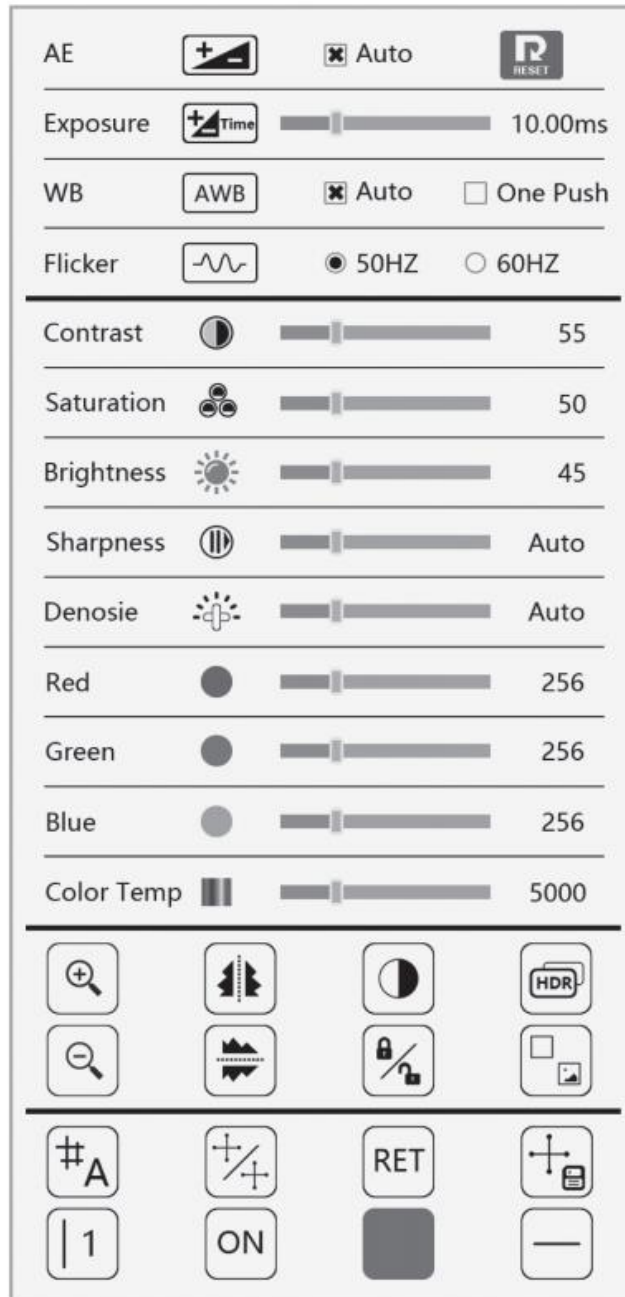 AE Auto RESET
Exposure Time 10.00ms
WB AWB Auto One Push
Flicker 50HZ 60HZ
Contrast 55
Saturation 50
Brightness 45
Sharpness Auto
Denosie Auto
Red 256
Green 256
Blue 256
Color Temp 5000
HDR
#A RET
1 ON